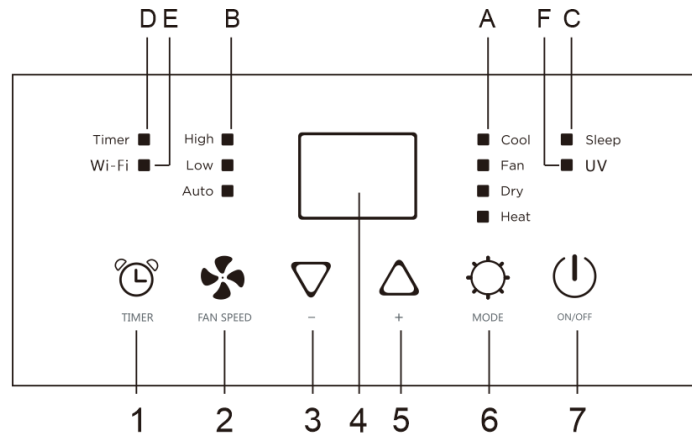 D E B A F C
Timer High Cool Sleep
Wi-Fi Low Fan UV
Auto Dry
Heat
TIMER FAN SPEED − + MODE ON/OFF
1 2 3 4 5 6 7